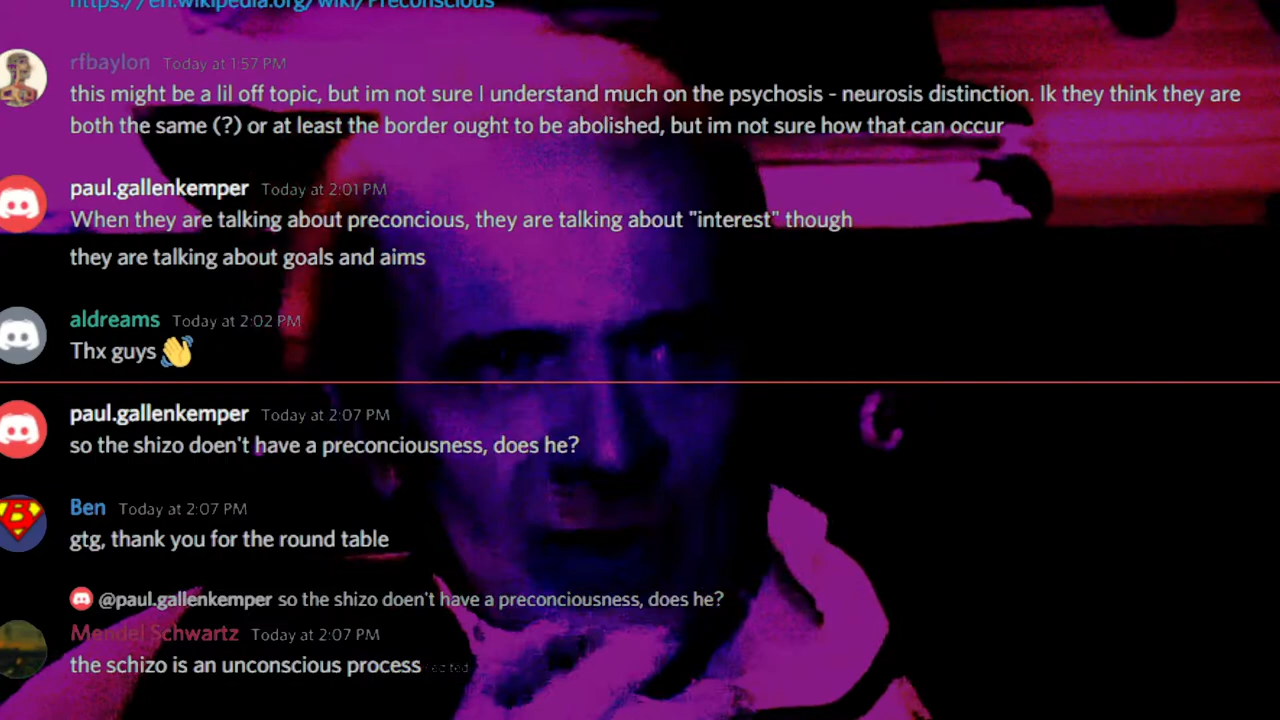 https://en.wikipedia.org/wiki/Preconscious
rfbaylon Today at 1:57 PM
this might be a lil off topic, but im not sure I understand much on the psychosis - neurosis distinction. Ik they think they are
both the same (?) or at least the border ought to be abolished, but im not sure how that can occur
paul.gallenkemper Today at 2:01 PM
When they are talking about preconcious, they are talking about "interest" though
they are talking about goals and aims
aldreams Today at 2:02 PM
Thx guys 👋
paul.gallenkemper Today at 2:07 PM
so the shizo doen't have a preconciousness, does he?
Ben Today at 2:07 PM
gtg, thank you for the round table
@paul.gallenkemper so the shizo doen't have a preconciousness, does he?
Mendel Schwartz Today at 2:07 PM
the schizo is an unconscious process (edited)